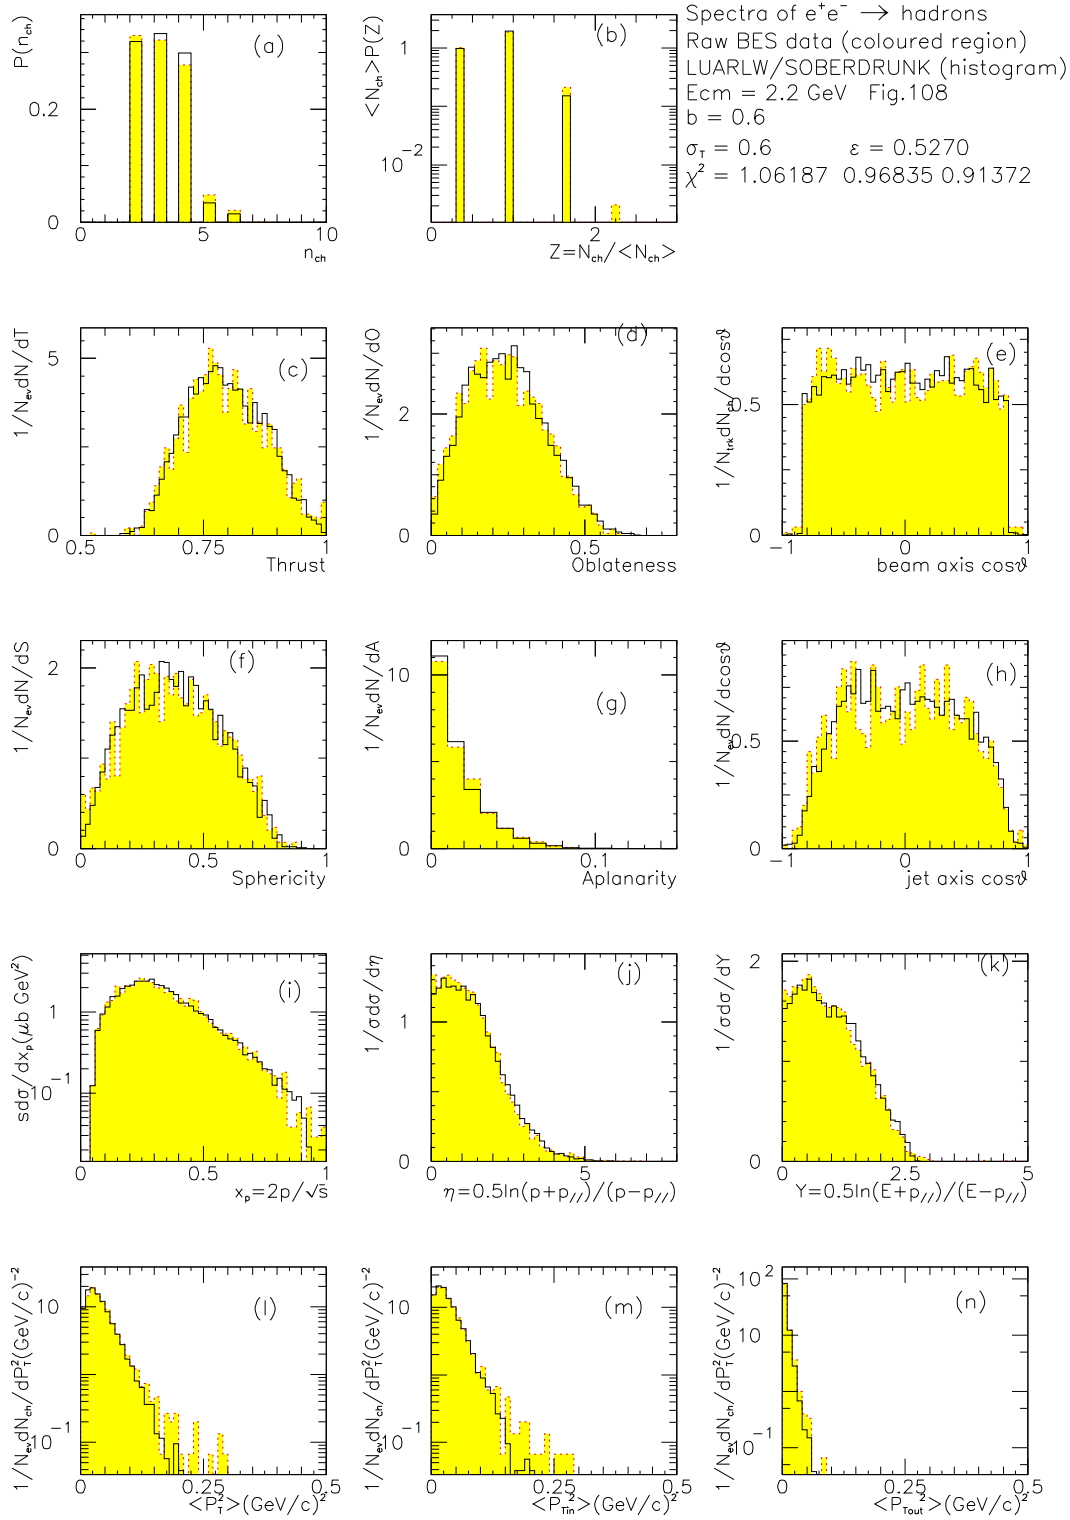 Spectra of e⁺e⁻ → hadrons
Raw BES data (coloured region)
LUARLW/SOBERDRUNK (histogram)
Ecm = 2.2 GeV Fig.108
b = 0.6
σ_T = 0.6 ε = 0.5270
χ² = 1.06187 0.96835 0.91372
P(n_ch)
(a)
0.2
0
0 5 10
n_ch
<N_ch>P(Z)
(b)
1
10⁻²
0 2
Z=N_ch/<N_ch>
1/N_ev dN/dT
(c)
5
0
0.5 0.75 1
Thrust
1/N_ev dN/dO
(d)
2
0
0 0.5
Oblateness
1/N_trk dN_ch/dcosϑ
(e)
0.5
0
−1 0 1
beam axis cosϑ
1/N_ev dN/dS
(f)
2
0
0 0.5 1
Sphericity
1/N_ev dN/dA
(g)
10
0
0 0.1
Aplanarity
1/N_ev dN/dcosϑ
(h)
0.5
0
−1 0 1
jet axis cosϑ
sdσ/dx_p(μb GeV²)
(i)
1
10⁻¹
0 0.5 1
x_p=2p/√s
1/σdσ/dη
(j)
1
0
0 5
η=0.5ln(p+p_//)/(p−p_//)
1/σdσ/dY
(k)
2
0
0 2.5 5
Y=0.5ln(E+p_//)/(E−p_//)
1/N_ev dN_ch/dP_T²(GeV/c)⁻²
(l)
10
1
10⁻¹
0 0.25 0.5
<P_T²>(GeV/c)²
1/N_ev dN_ch/dP_T²(GeV/c)⁻²
(m)
10
1
10⁻¹
0 0.25 0.5
<P_Tin²>(GeV/c)²
1/N_ev dN_ch/dP_T²(GeV/c)⁻²
(n)
10²
10
1
10⁻¹
0 0.25 0.5
<P_Tout²>(GeV/c)²